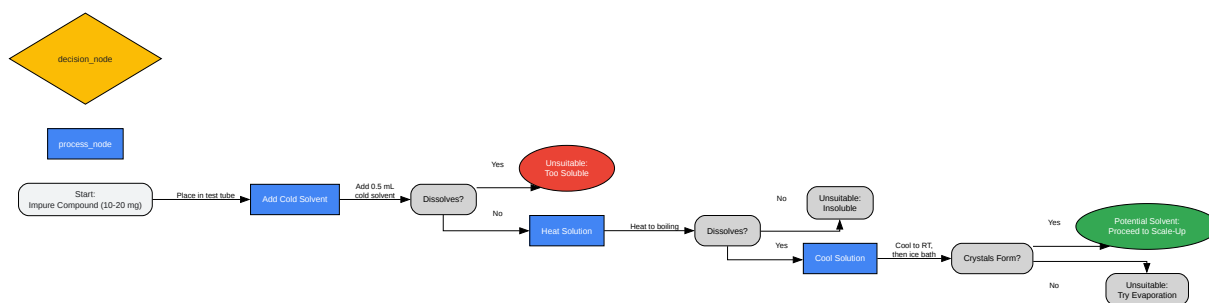 decision_node
process_node
Start:
Impure Compound (10-20 mg)
Place in test tube
Add Cold Solvent
Add 0.5 mL
cold solvent
Dissolves?
Yes
Unsuitable:
Too Soluble
No
Heat Solution
Heat to boiling
Dissolves?
No
Unsuitable:
Insoluble
Yes
Cool Solution
Cool to RT,
then ice bath
Crystals Form?
Yes
Potential Solvent:
Proceed to Scale-Up
No
Unsuitable:
Try Evaporation